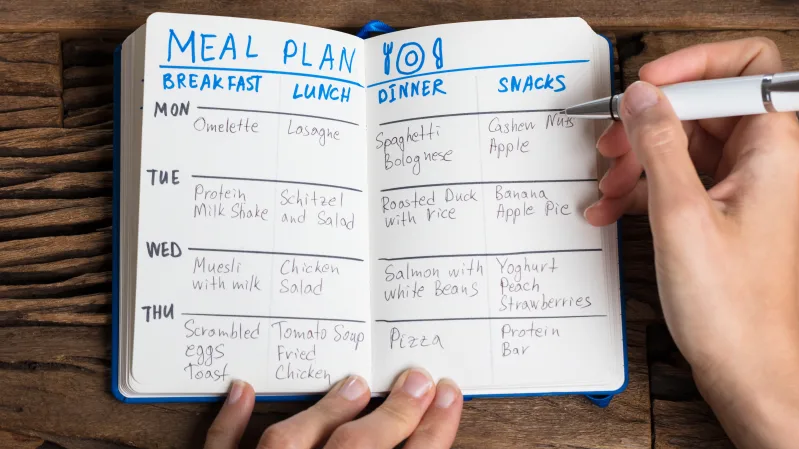 MEAL PLAN
BREAKFAST LUNCH DINNER SNACKS
MON
Omelette
Lasagne
Spaghetti
Bolognese
Cashew Nuts
Apple
TUE
Protein
Milk Shake
Schitzel
and Salad
Roasted Duck
with rice
Banana
Apple Pie
WED
Muesli
with milk
Chicken
Salad
Salmon with
white Beans
Yoghurt
Peach
Strawberries
THU
Scrambled
eggs
Toast
Tomato Soup
Fried
Chicken
Pizza
Protein
Bar